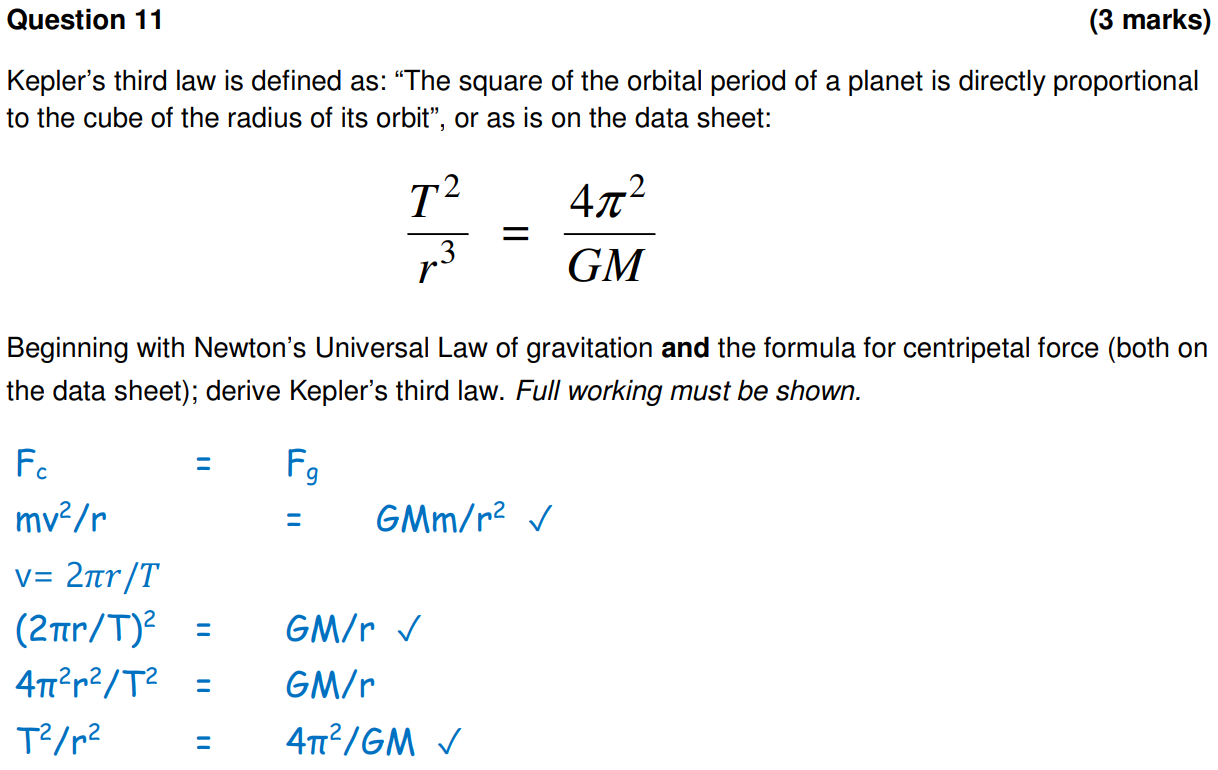 Question 11 (3 marks)
Kepler’s third law is defined as: “The square of the orbital period of a planet is directly proportional
to the cube of the radius of its orbit”, or as is on the data sheet:
T²/r³ = 4π²/GM
Beginning with Newton’s Universal Law of gravitation and the formula for centripetal force (both on
the data sheet); derive Kepler’s third law. Full working must be shown.
Fc = Fg
mv²/r = GMm/r² ✓
v= 2πr/T
(2πr/T)² = GM/r ✓
4π²r²/T² = GM/r
T²/r² = 4π²/GM ✓